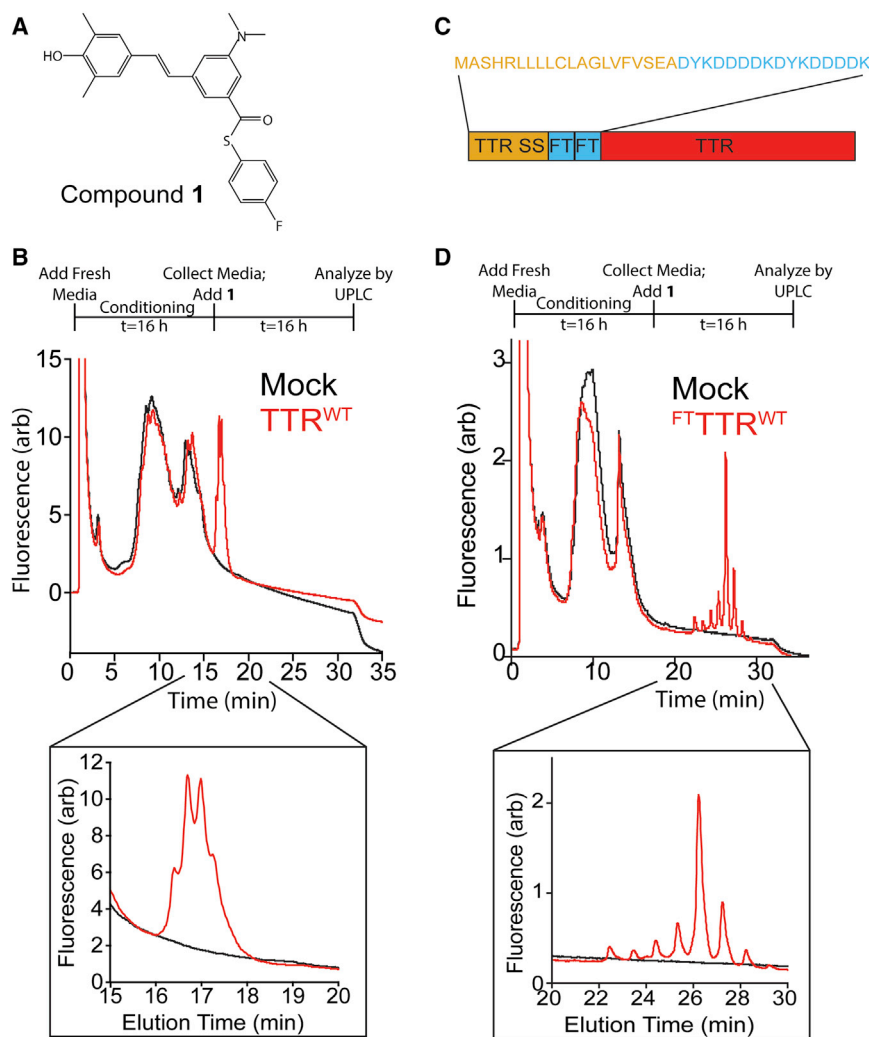 A
HO
N
O
S
F
Compound 1
B
Add Fresh Media
Collect Media; Add 1
Analyze by UPLC
Conditioning
t=16 h
t=16 h
Fluorescence (arb)
15
10
5
0
Mock
TTRWT
0 5 10 15 20 25 30 35
Time (min)
Fluorescence (arb)
12
10
8
6
4
2
0
15 16 17 18 19 20
Elution Time (min)
C
MASHRLLLLCLAGLVFVSEADYKDDDDKDYKDDDDK
TTR SS FT FT TTR
D
Add Fresh Media
Collect Media; Add 1
Analyze by UPLC
Conditioning
t=16 h
t=16 h
Fluorescence (arb)
3
2
1
0
Mock
FTTTRWT
0 10 20 30
Time (min)
Fluorescence (arb)
2
1
0
20 22 24 26 28 30
Elution Time (min)